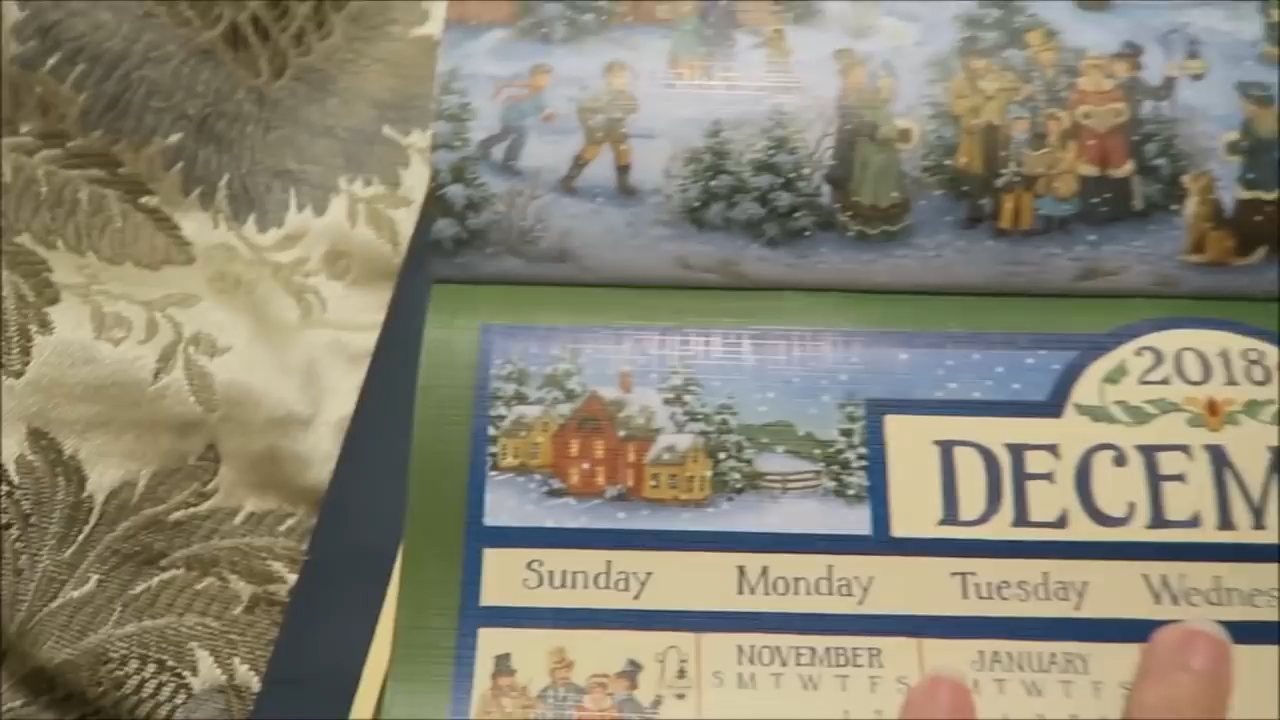 2018
DECEM
Sunday Monday Tuesday Wednes
NOVEMBER JANUARY
S M T W T F S M T W T F S